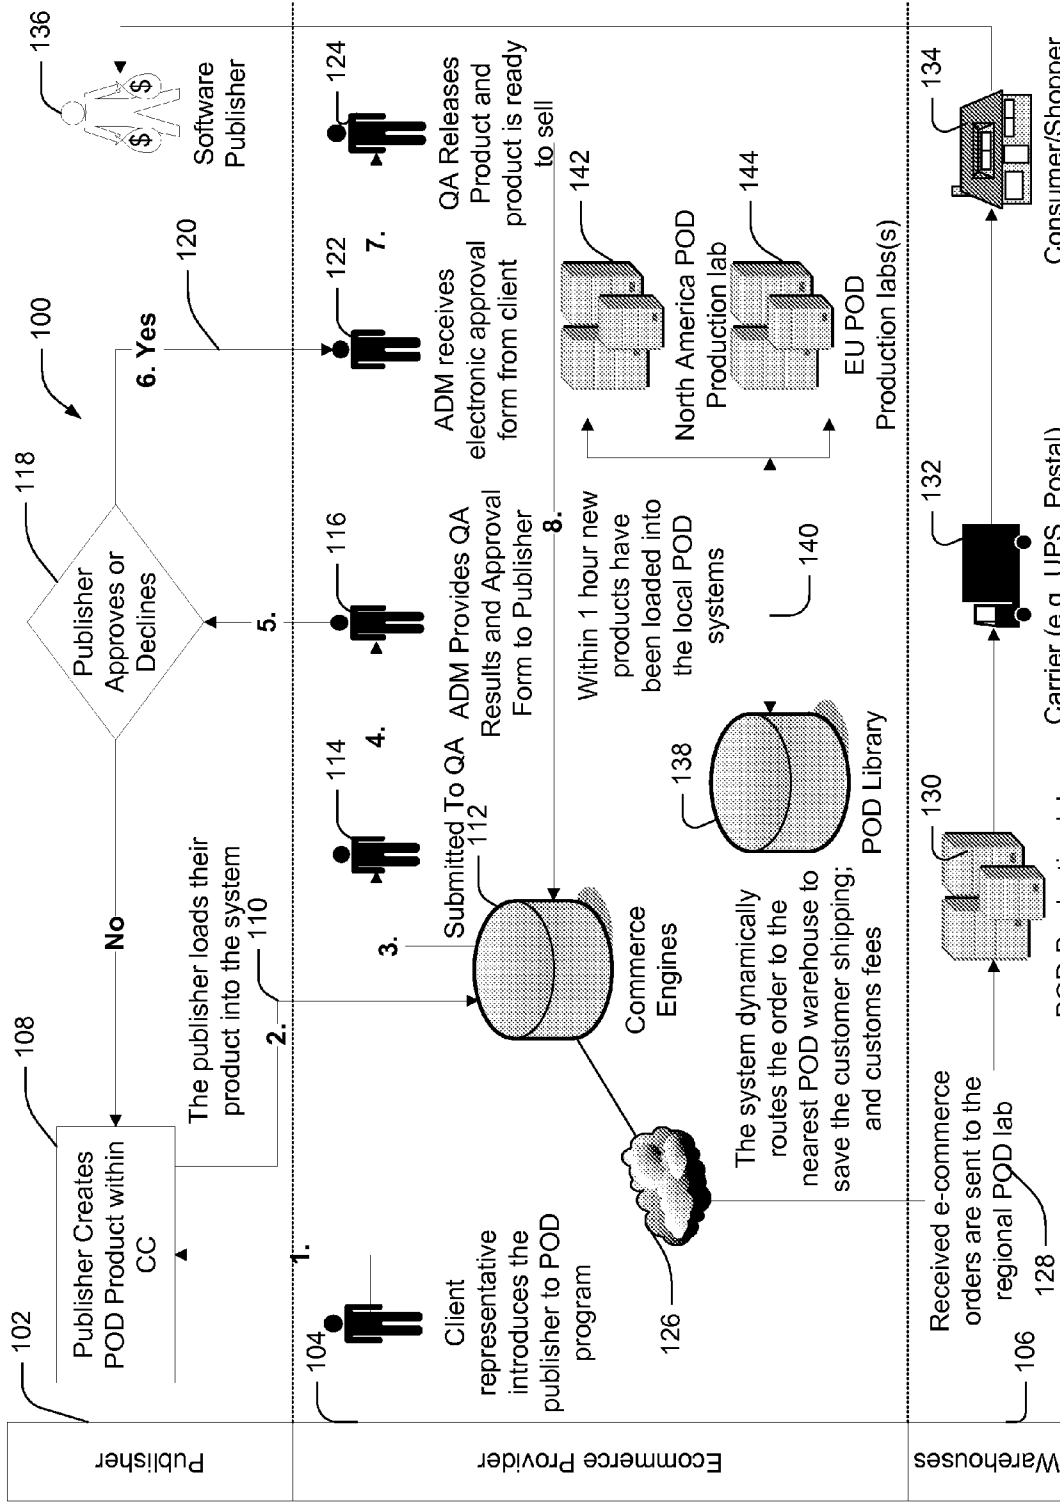 Publisher
102
Publisher Creates
POD Product within
CC
108
No
Publisher
Approves or
Declines
118
100
6. Yes
120
136
Software
Publisher
$
$
The publisher loads their
product into the system
110
2.
5.
Ecommerce Provider
104
1.
Client
representative
introduces the
publisher to POD
program
3.
114
Submitted To QA
112
4.
116
ADM Provides QA
Results and Approval
Form to Publisher
122
ADM receives
electronic approval
form from client
7.
124
QA Releases
Product and
product is ready
to sell
8.
Commerce
Engines
126
The system dynamically
routes the order to the
nearest POD warehouse to
save the customer shipping;
and customs fees
138
POD Library
Within 1 hour new
products have
been loaded into
the local POD
systems
140
142
North America POD
Production lab
144
EU POD
Production labs(s)
Warehouses
106
Received e-commerce
orders are sent to the
regional POD lab
128
130
132
Carrier (e.g. UPS, Postal)
134
Consumer/Shopper